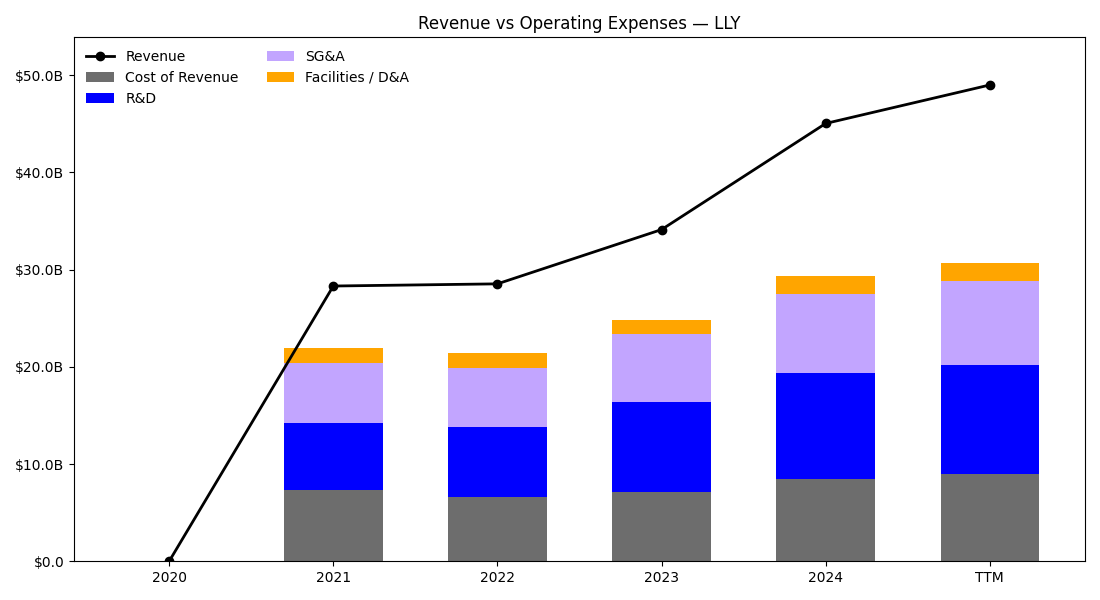 Revenue vs Operating Expenses — LLY
Revenue
Cost of Revenue
R&D
SG&A
Facilities / D&A
$50.0B
$40.0B
$30.0B
$20.0B
$10.0B
$0.0
2020 2021 2022 2023 2024 TTM